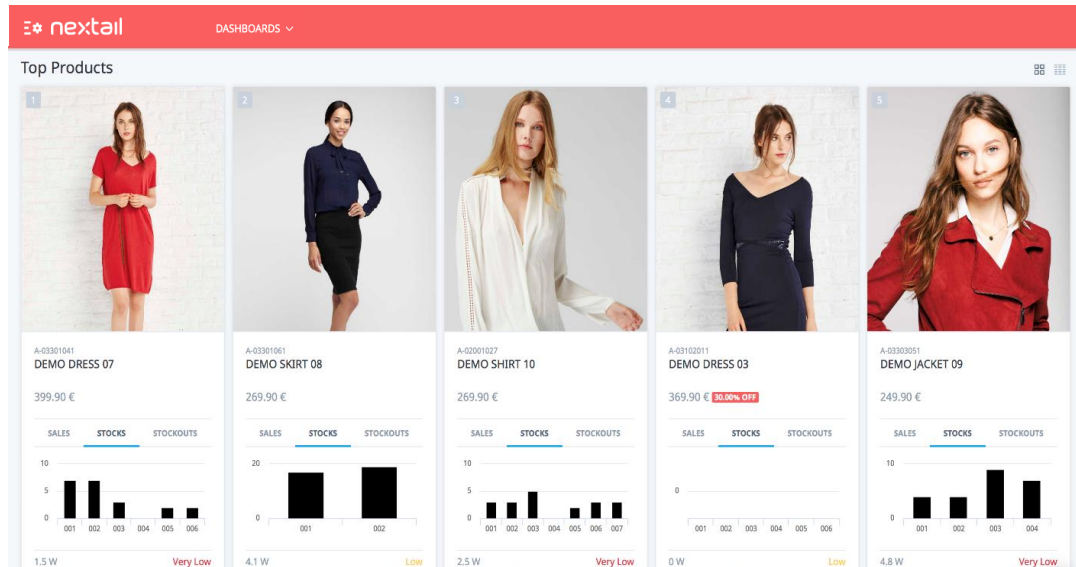 nextail
DASHBOARDS
Top Products
1
2
3
4
5
A-03301041
DEMO DRESS 07
399.90 €
SALES STOCKS STOCKOUTS
10
5
0
001 002 003 004 005 006
1.5 W Very Low
A-03301061
DEMO SKIRT 08
269.90 €
SALES STOCKS STOCKOUTS
20
0
001 002
4.1 W Low
A-02001027
DEMO SHIRT 10
269.90 €
SALES STOCKS STOCKOUTS
10
5
0
001 002 003 004 005 006 007
2.5 W Very Low
A-03102011
DEMO DRESS 03
369.90 € 30.00% OFF
SALES STOCKS STOCKOUTS
0
001 002 003 004 005 006
0 W Low
A-03303051
DEMO JACKET 09
249.90 €
SALES STOCKS STOCKOUTS
10
0
001 002 003 004
4.8 W Very Low